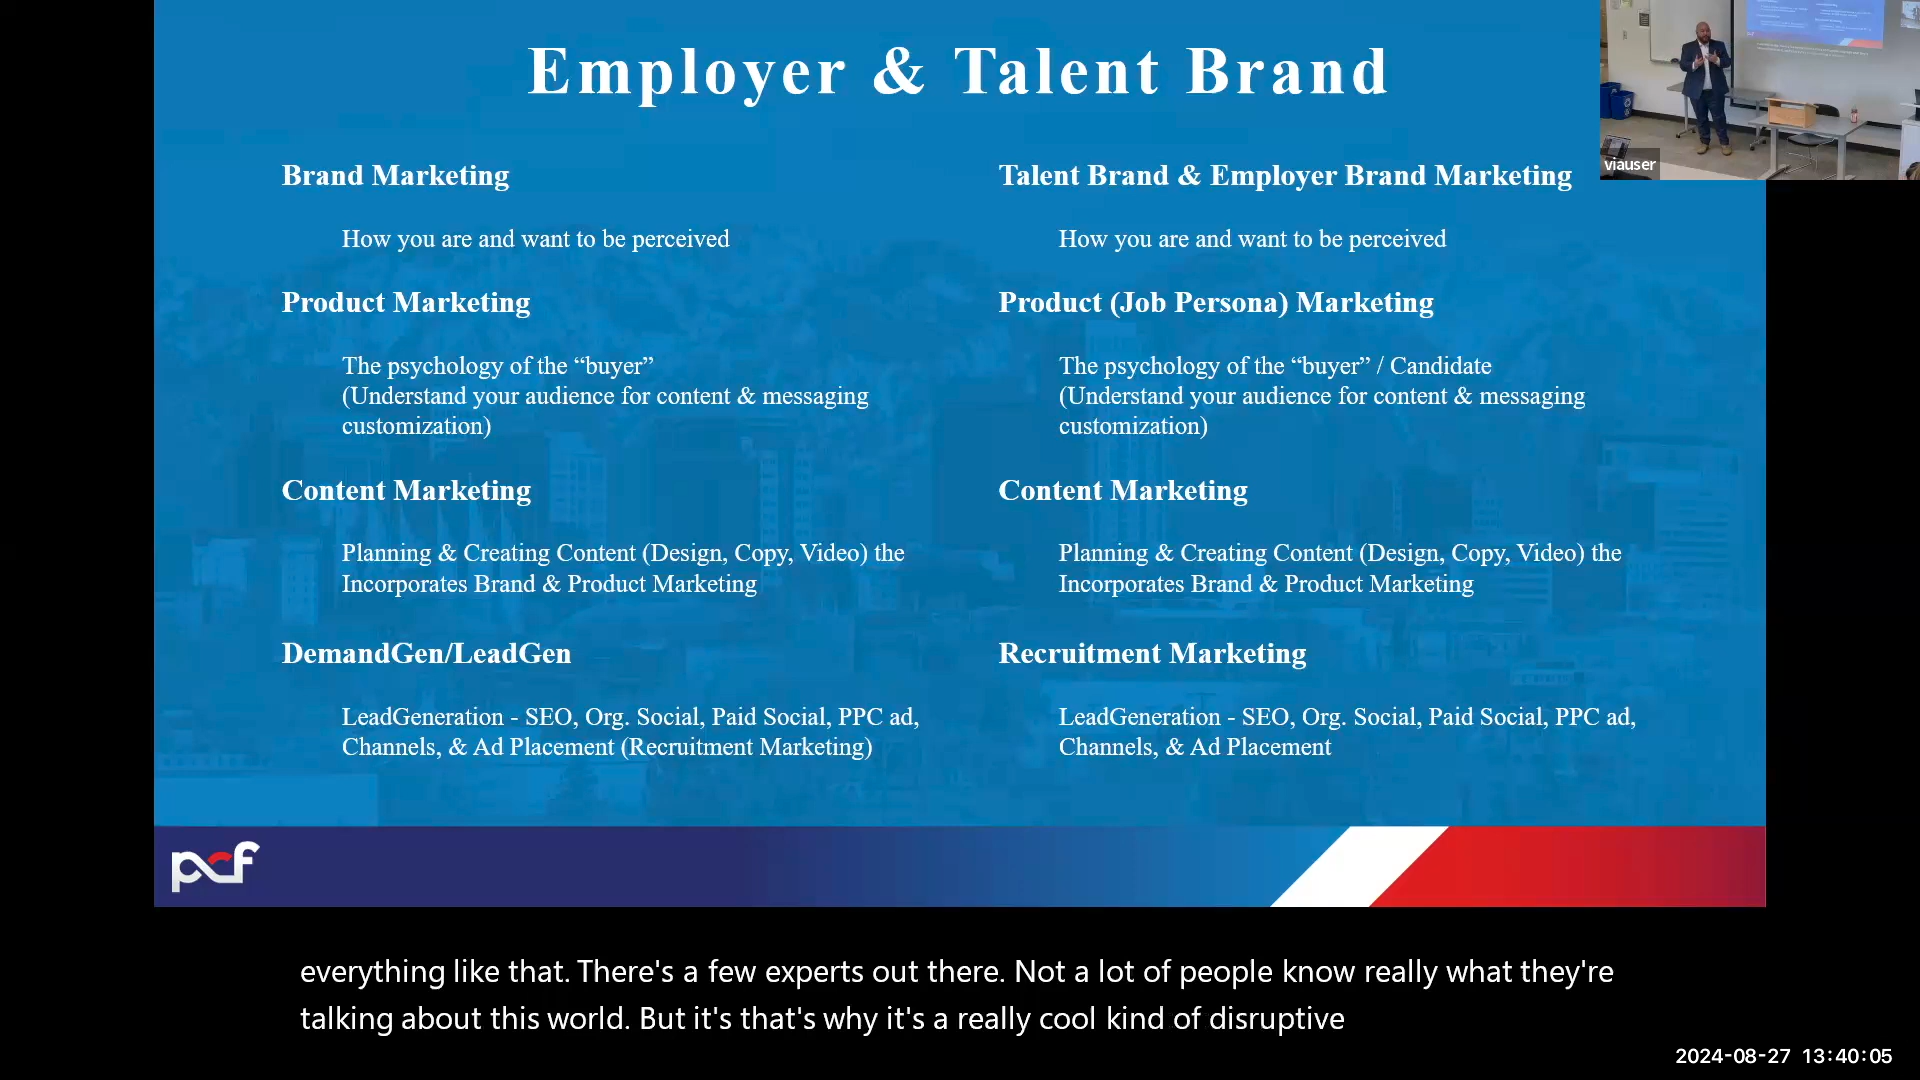 Employer & Talent Brand
Brand Marketing
How you are and want to be perceived
Product Marketing
The psychology of the “buyer”
(Understand your audience for content & messaging
customization)
Content Marketing
Planning & Creating Content (Design, Copy, Video) the
Incorporates Brand & Product Marketing
DemandGen/LeadGen
LeadGeneration - SEO, Org. Social, Paid Social, PPC ad,
Channels, & Ad Placement (Recruitment Marketing)
Talent Brand & Employer Brand Marketing
How you are and want to be perceived
Product (Job Persona) Marketing
The psychology of the “buyer” / Candidate
(Understand your audience for content & messaging
customization)
Content Marketing
Planning & Creating Content (Design, Copy, Video) the
Incorporates Brand & Product Marketing
Recruitment Marketing
LeadGeneration - SEO, Org. Social, Paid Social, PPC ad,
Channels, & Ad Placement
viauser
pcf
everything like that. There's a few experts out there. Not a lot of people know really what they're
talking about this world. But it's that's why it's a really cool kind of disruptive
2024-08-27 13:40:05